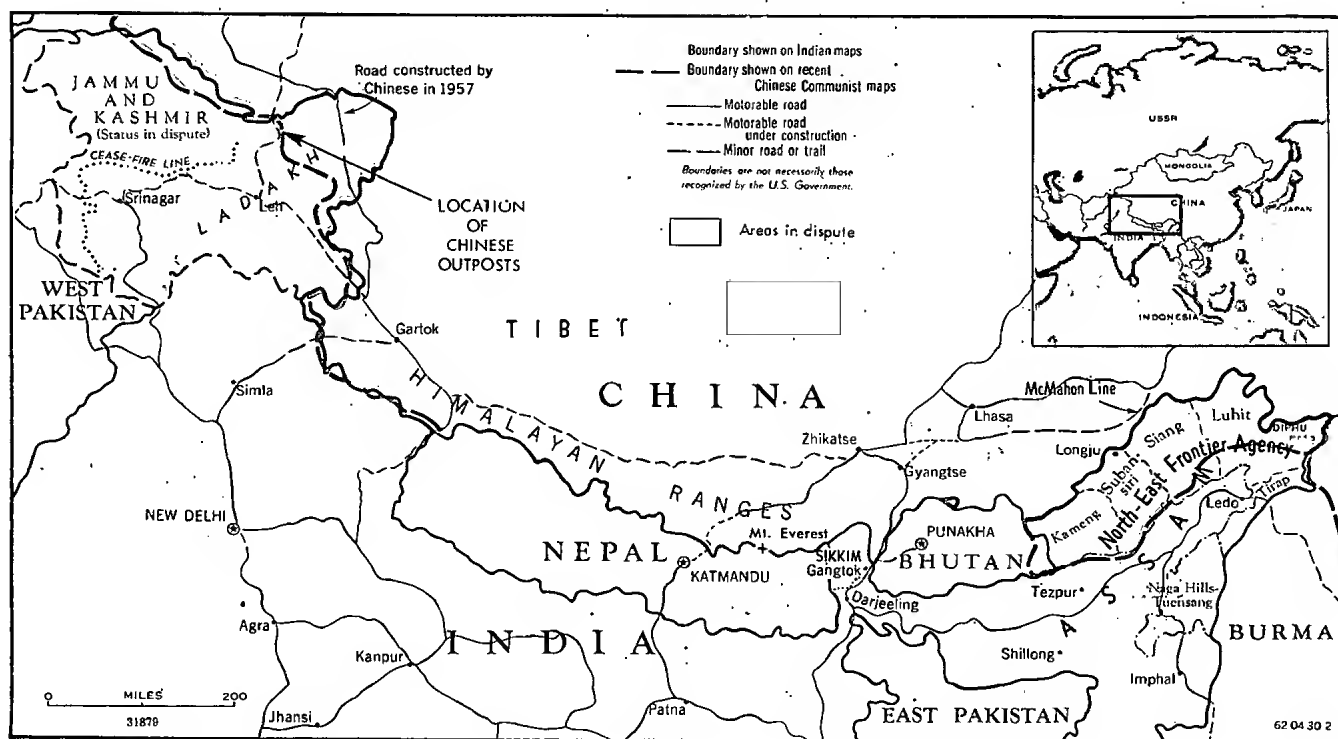 JAMMU
AND
KASHMIR
(Status in dispute)
CEASE-FIRE LINE
Srinagar
Leh
LADAKH
WEST
PAKISTAN
Road constructed by
Chinese in 1957
LOCATION
OF
CHINESE
OUTPOSTS
Boundary shown on Indian maps
Boundary shown on recent
Chinese Communist maps
Motorable road
Motorable road
under construction
Minor road or trail
Boundaries are not necessarily those
recognized by the U.S. Government.
Areas in dispute
USSR
MONGOLIA
CHINA
JAPAN
INDIA
INDONESIA
TIBET
CHINA
Gartok
Simla
HIMALAYAN
RANGES
NEW DELHI
Agra
Kanpur
Jhansi
Patna
INDIA
NEPAL
KATMANDU
Mt. Everest
Zhikatse
Gyangtse
Lhasa
McMahon Line
Longju
SIKKIM
Gangtok
Darjeeling
PUNAKHA
BHUTAN
Kameng
Suban-
siri
Siang
Luhit
North-East Frontier Agency
DIPHU
Tirap
Ledo
ASSAM
Tezpur
Shillong
Naga Hills-
Tuensang
Imphal
BURMA
EAST PAKISTAN
0 MILES 200
31879
62 04 30 2